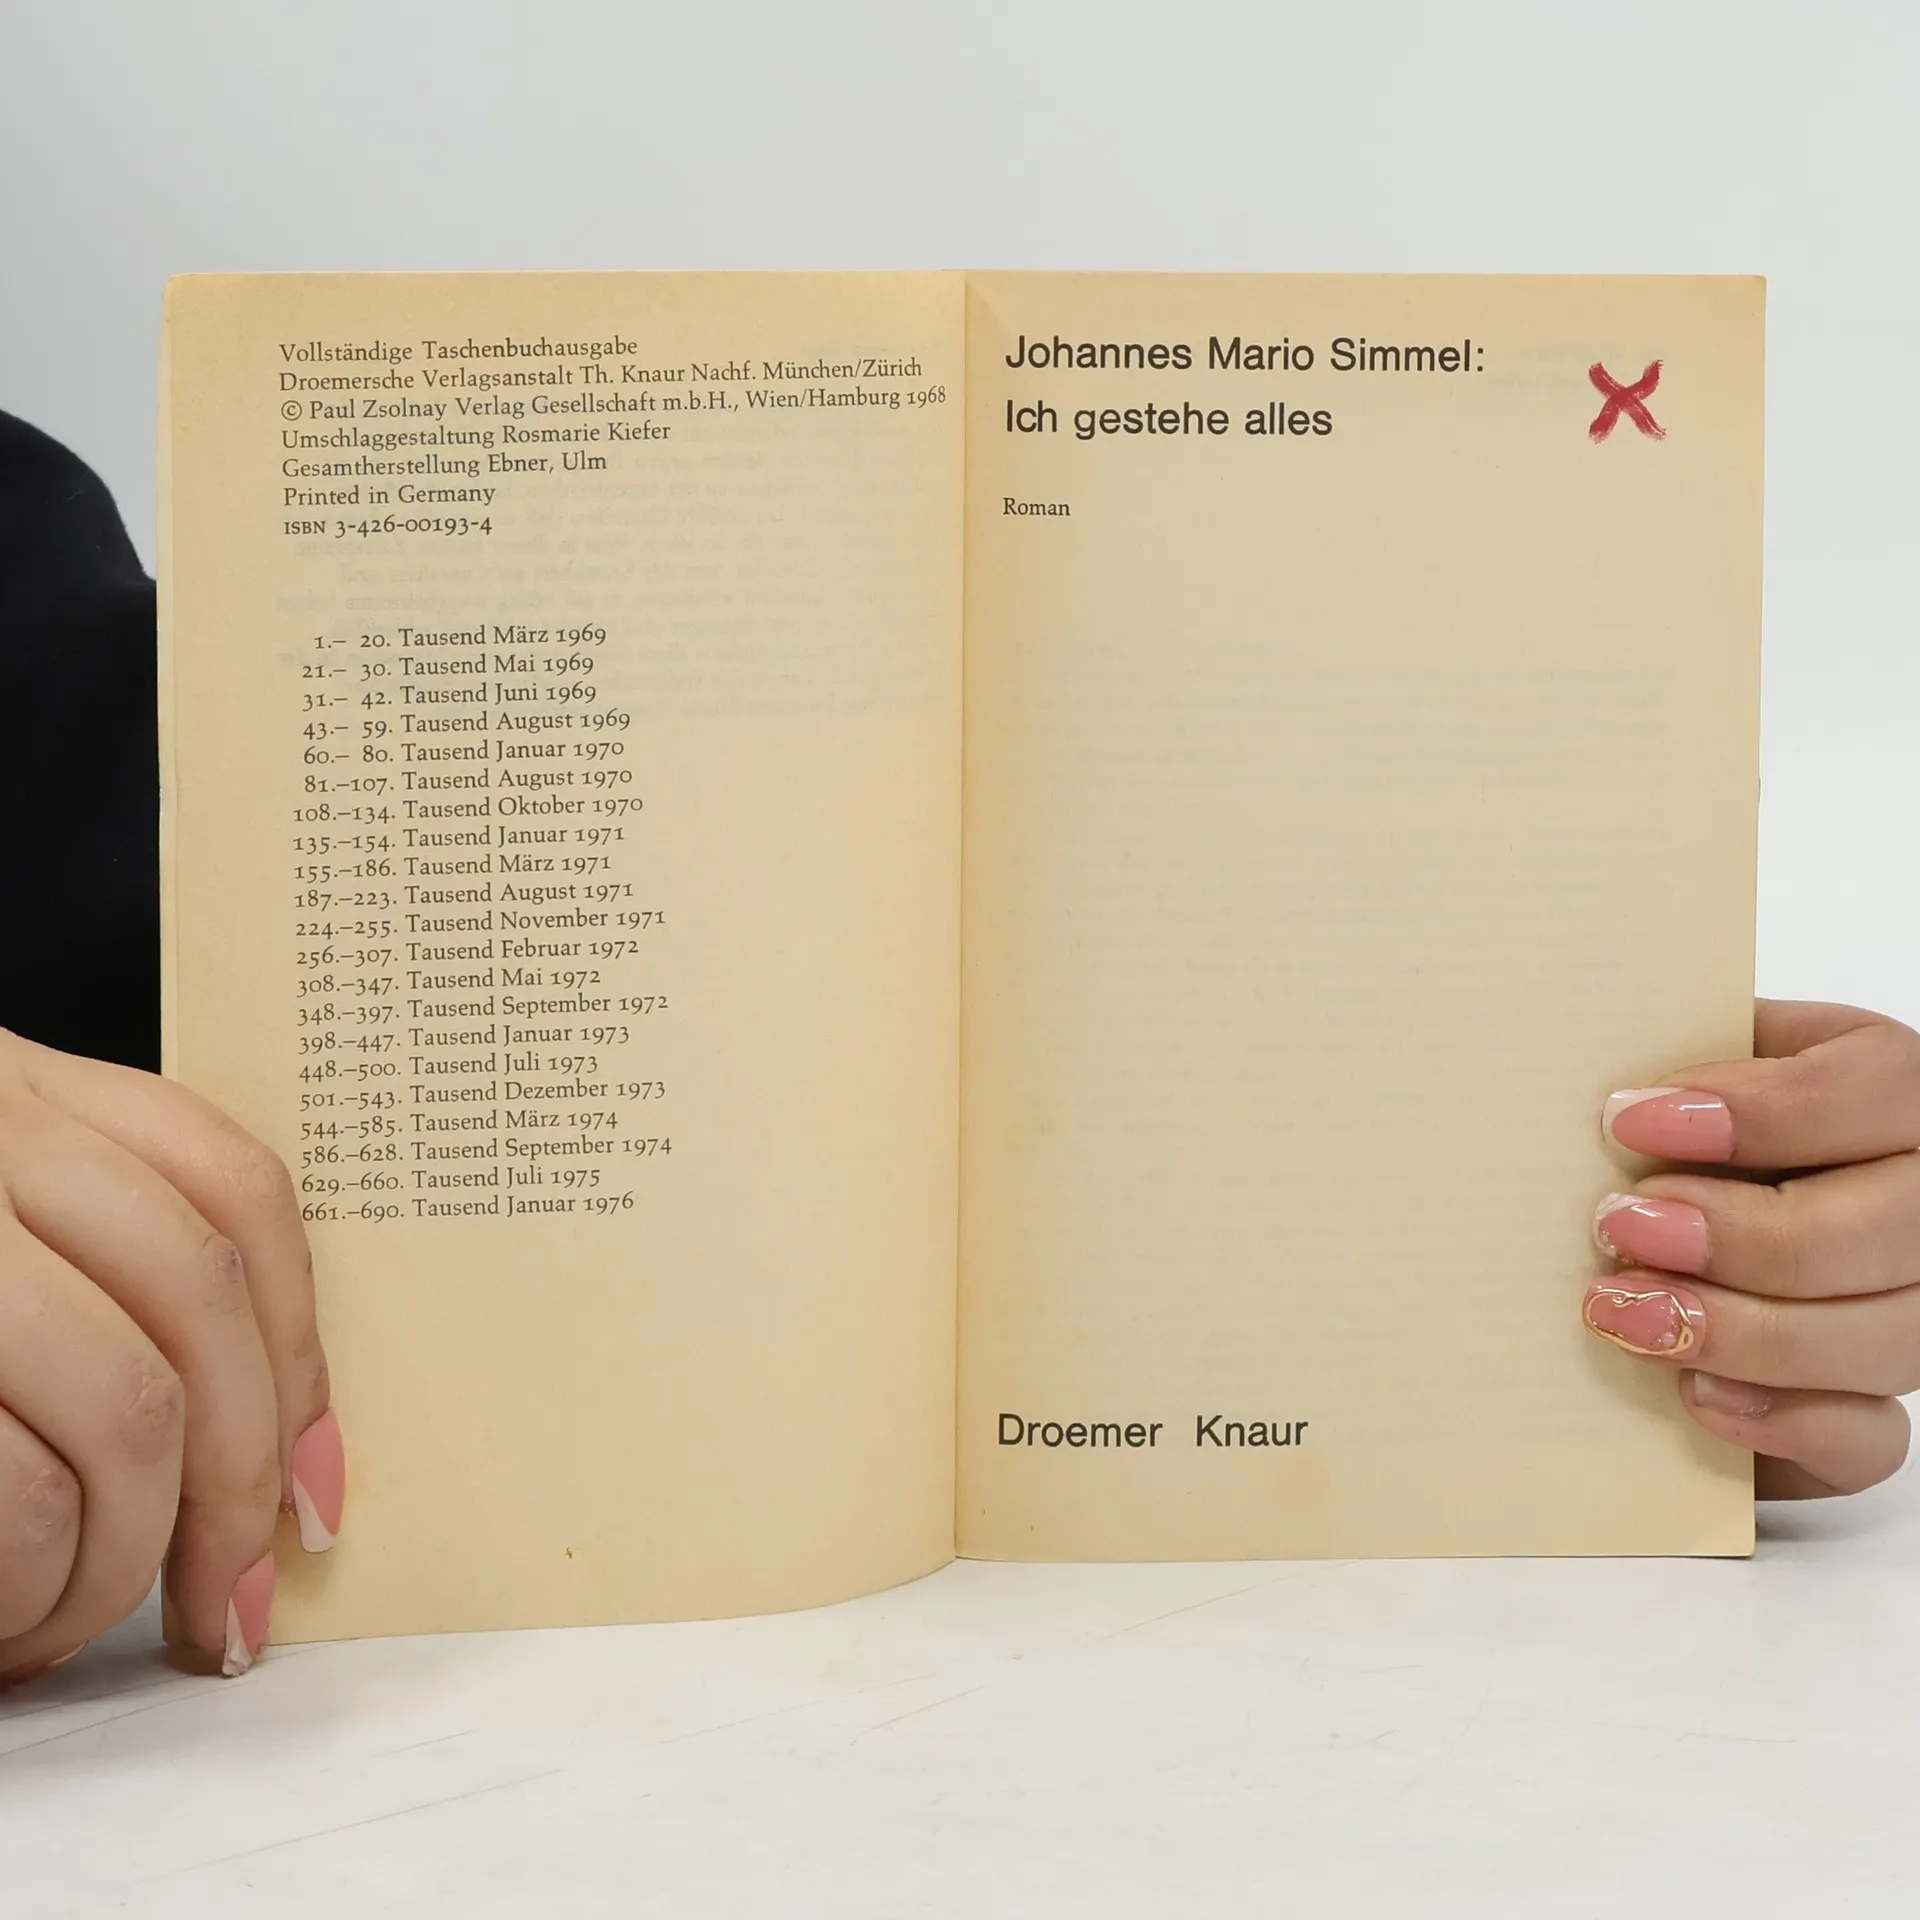 Vollständige Taschenbuchausgabe
Droemersche Verlagsanstalt Th. Knaur Nachf. München/Zürich
© Paul Zsolnay Verlag Gesellschaft m.b.H., Wien/Hamburg 1968
Umschlaggestaltung Rosmarie Kiefer
Gesamtherstellung Ebner, Ulm
Printed in Germany
ISBN 3-426-00193-4
1.– 20. Tausend März 1969
21.– 30. Tausend Mai 1969
31.– 42. Tausend Juni 1969
43.– 59. Tausend August 1969
60.– 80. Tausend Januar 1970
81.–107. Tausend August 1970
108.–134. Tausend Oktober 1970
135.–154. Tausend Januar 1971
155.–186. Tausend März 1971
187.–223. Tausend August 1971
224.–255. Tausend November 1971
256.–307. Tausend Februar 1972
308.–347. Tausend Mai 1972
348.–397. Tausend September 1972
398.–447. Tausend Januar 1973
448.–500. Tausend Juli 1973
501.–543. Tausend Dezember 1973
544.–585. Tausend März 1974
586.–628. Tausend September 1974
629.–660. Tausend Juli 1975
661.–690. Tausend Januar 1976
Johannes Mario Simmel:
Ich gestehe alles
Roman
Droemer Knaur